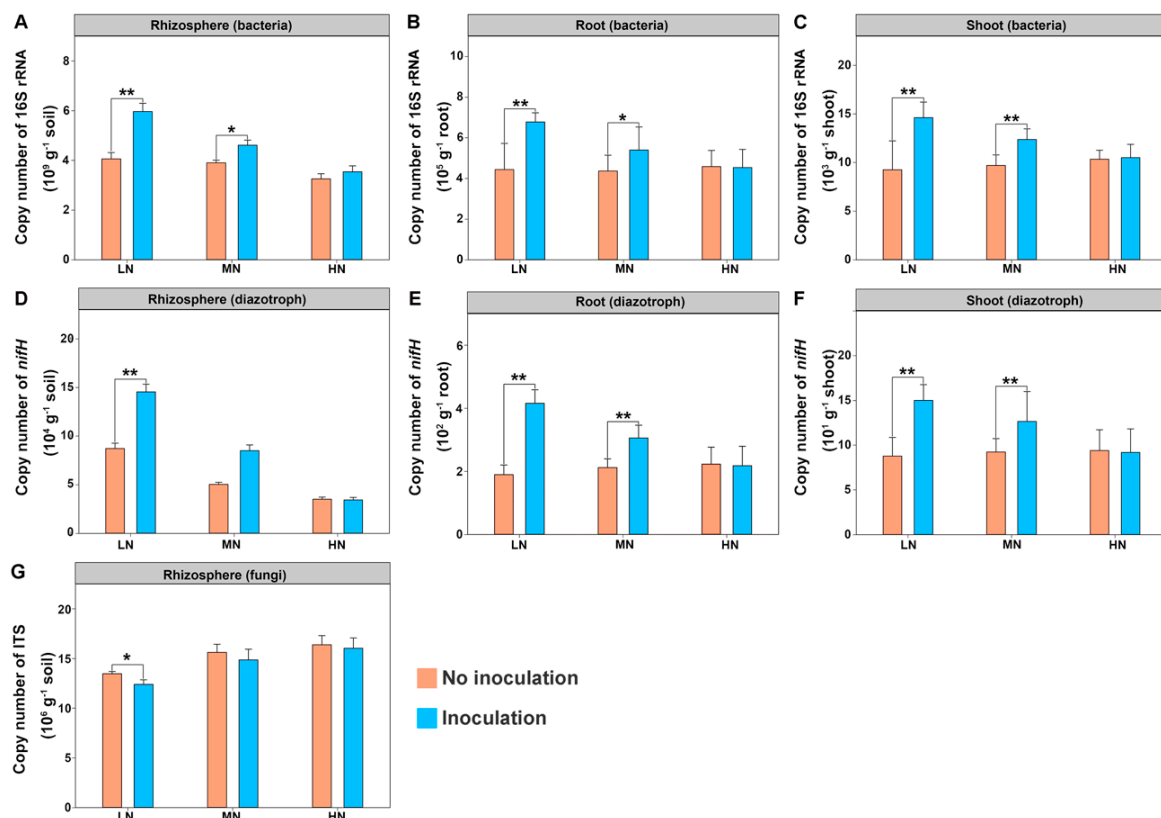 A
Rhizosphere (bacteria)
Copy number of 16S rRNA
(10⁹ g⁻¹ soil)
8
6
4
2
0
**
*
LN
MN
HN
B
Root (bacteria)
Copy number of 16S rRNA
(10⁵ g⁻¹ root)
10
8
6
4
2
0
**
*
LN
MN
HN
C
Shoot (bacteria)
Copy number of 16S rRNA
(10³ g⁻¹ shoot)
20
15
10
5
0
**
**
LN
MN
HN
D
Rhizosphere (diazotroph)
Copy number of nifH
(10⁴ g⁻¹ soil)
20
15
10
5
0
**
LN
MN
HN
E
Root (diazotroph)
Copy number of nifH
(10² g⁻¹ root)
6
4
2
0
**
**
LN
MN
HN
F
Shoot (diazotroph)
Copy number of nifH
(10¹ g⁻¹ shoot)
20
15
10
5
0
**
**
LN
MN
HN
G
Rhizosphere (fungi)
Copy number of ITS
(10⁶ g⁻¹ soil)
20
15
10
5
0
*
LN
MN
HN
No inoculation
Inoculation